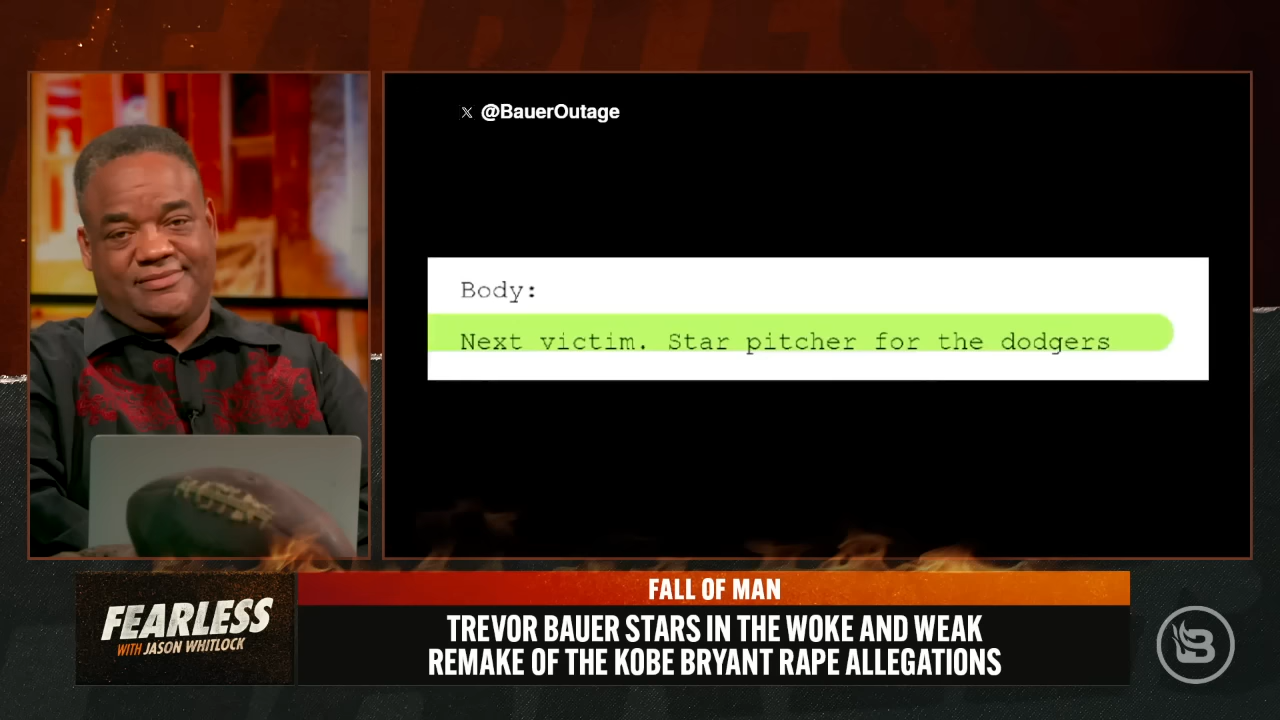 FEARLESS
X @BauerOutage
Body:
Next victim. Star pitcher for the dodgers
FALL OF MAN
FEARLESS
WITH JASON WHITLOCK
TREVOR BAUER STARS IN THE WOKE AND WEAK
REMAKE OF THE KOBE BRYANT RAPE ALLEGATIONS
B